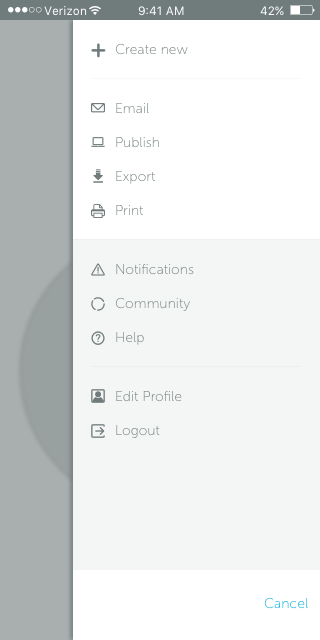 Verizon 9:41 AM 42%
Create new
Email
Publish
Export
Print
Notifications
Community
Help
Edit Profile
Logout
Cancel